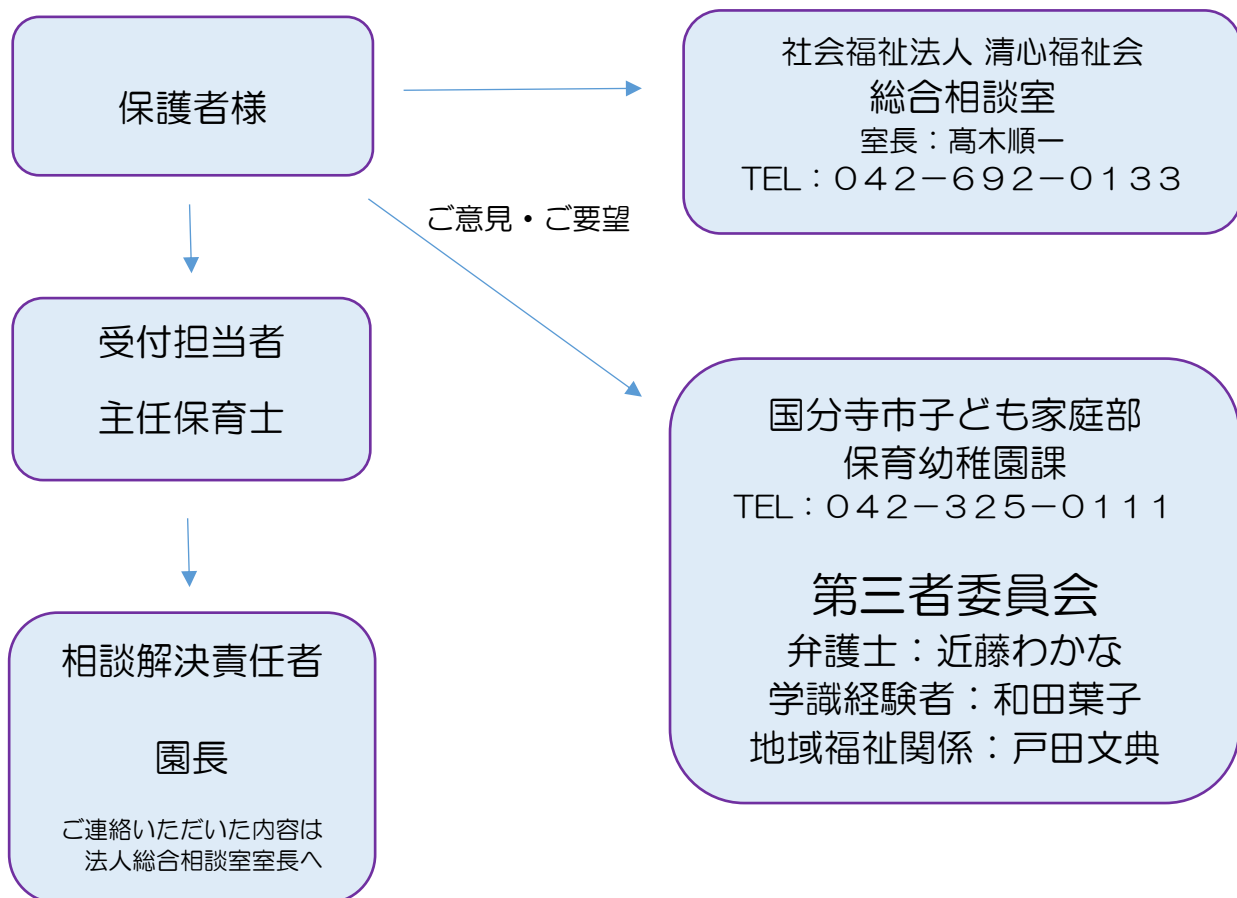 保護者様
社会福祉法人 清心福祉会
総合相談室
室長：髙木順一
TEL：０４２－６９２－０１３３
ご意見・ご要望
受付担当者
主任保育士
国分寺市子ども家庭部
保育幼稚園課
TEL：０４２－３２５－０１１１
第三者委員会
弁護士：近藤わかな
学識経験者：和田葉子
地域福祉関係：戸田文典
相談解決責任者
園長
ご連絡いただいた内容は
法人総合相談室室長へ